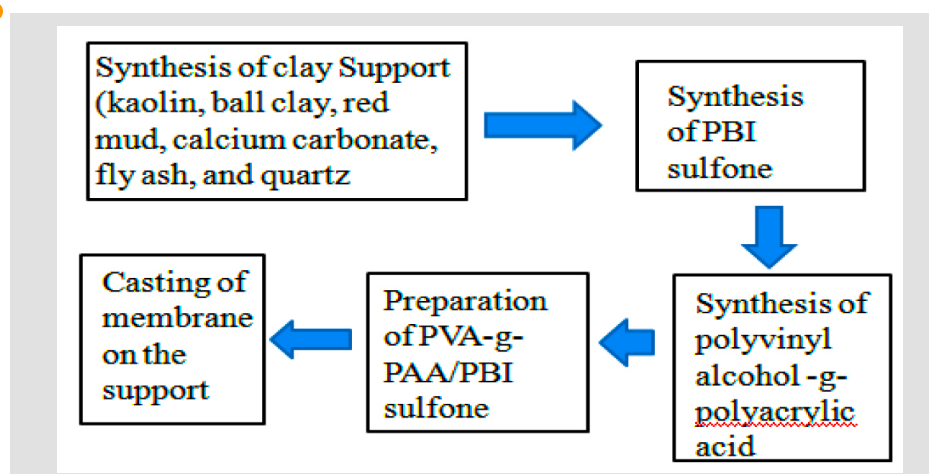 Synthesis of clay Support
(kaolin, ball clay, red
mud, calcium carbonate,
fly ash, and quartz
Synthesis
of PBI
sulfone
Synthesis of
polyvinyl
alcohol -g-
polyacrylic
acid
Preparation
of PVA-g-
PAA/PBI
sulfone
Casting of
membrane
on the
support